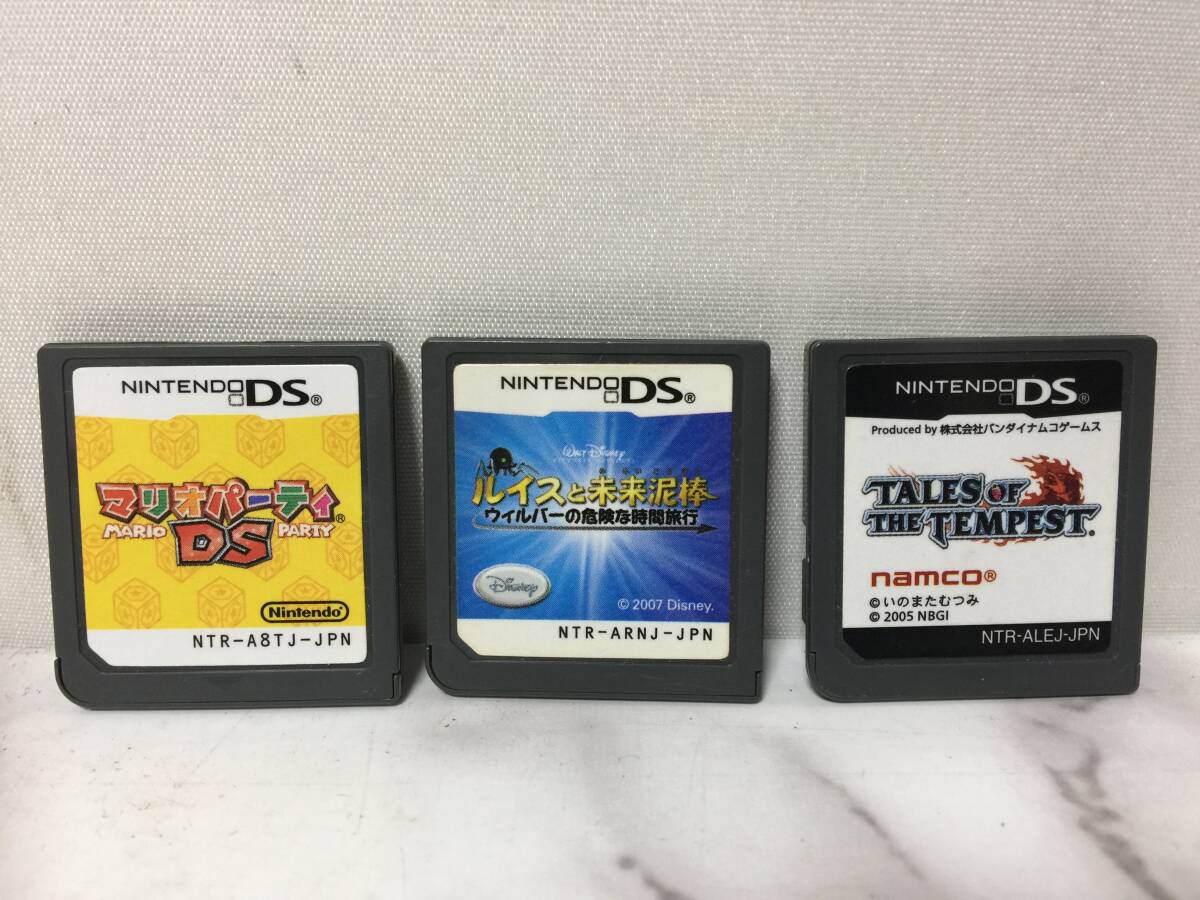 NINTENDO DS®
マリオパーティ®
MARIO DS PARTY
Nintendo®
NTR-A8TJ-JPN
NINTENDO DS®
WALT DISNEY
ルイスと未来泥棒
ウィルバーの危険な時間旅行
Disney
© 2007 Disney.
NTR-ARNJ-JPN
NINTENDO DS®
Produced by 株式会社バンダイナムコゲームス
TALES OF
THE TEMPEST®
namco®
© いのまたむつみ
© 2005 NBGI
NTR-ALEJ-JPN